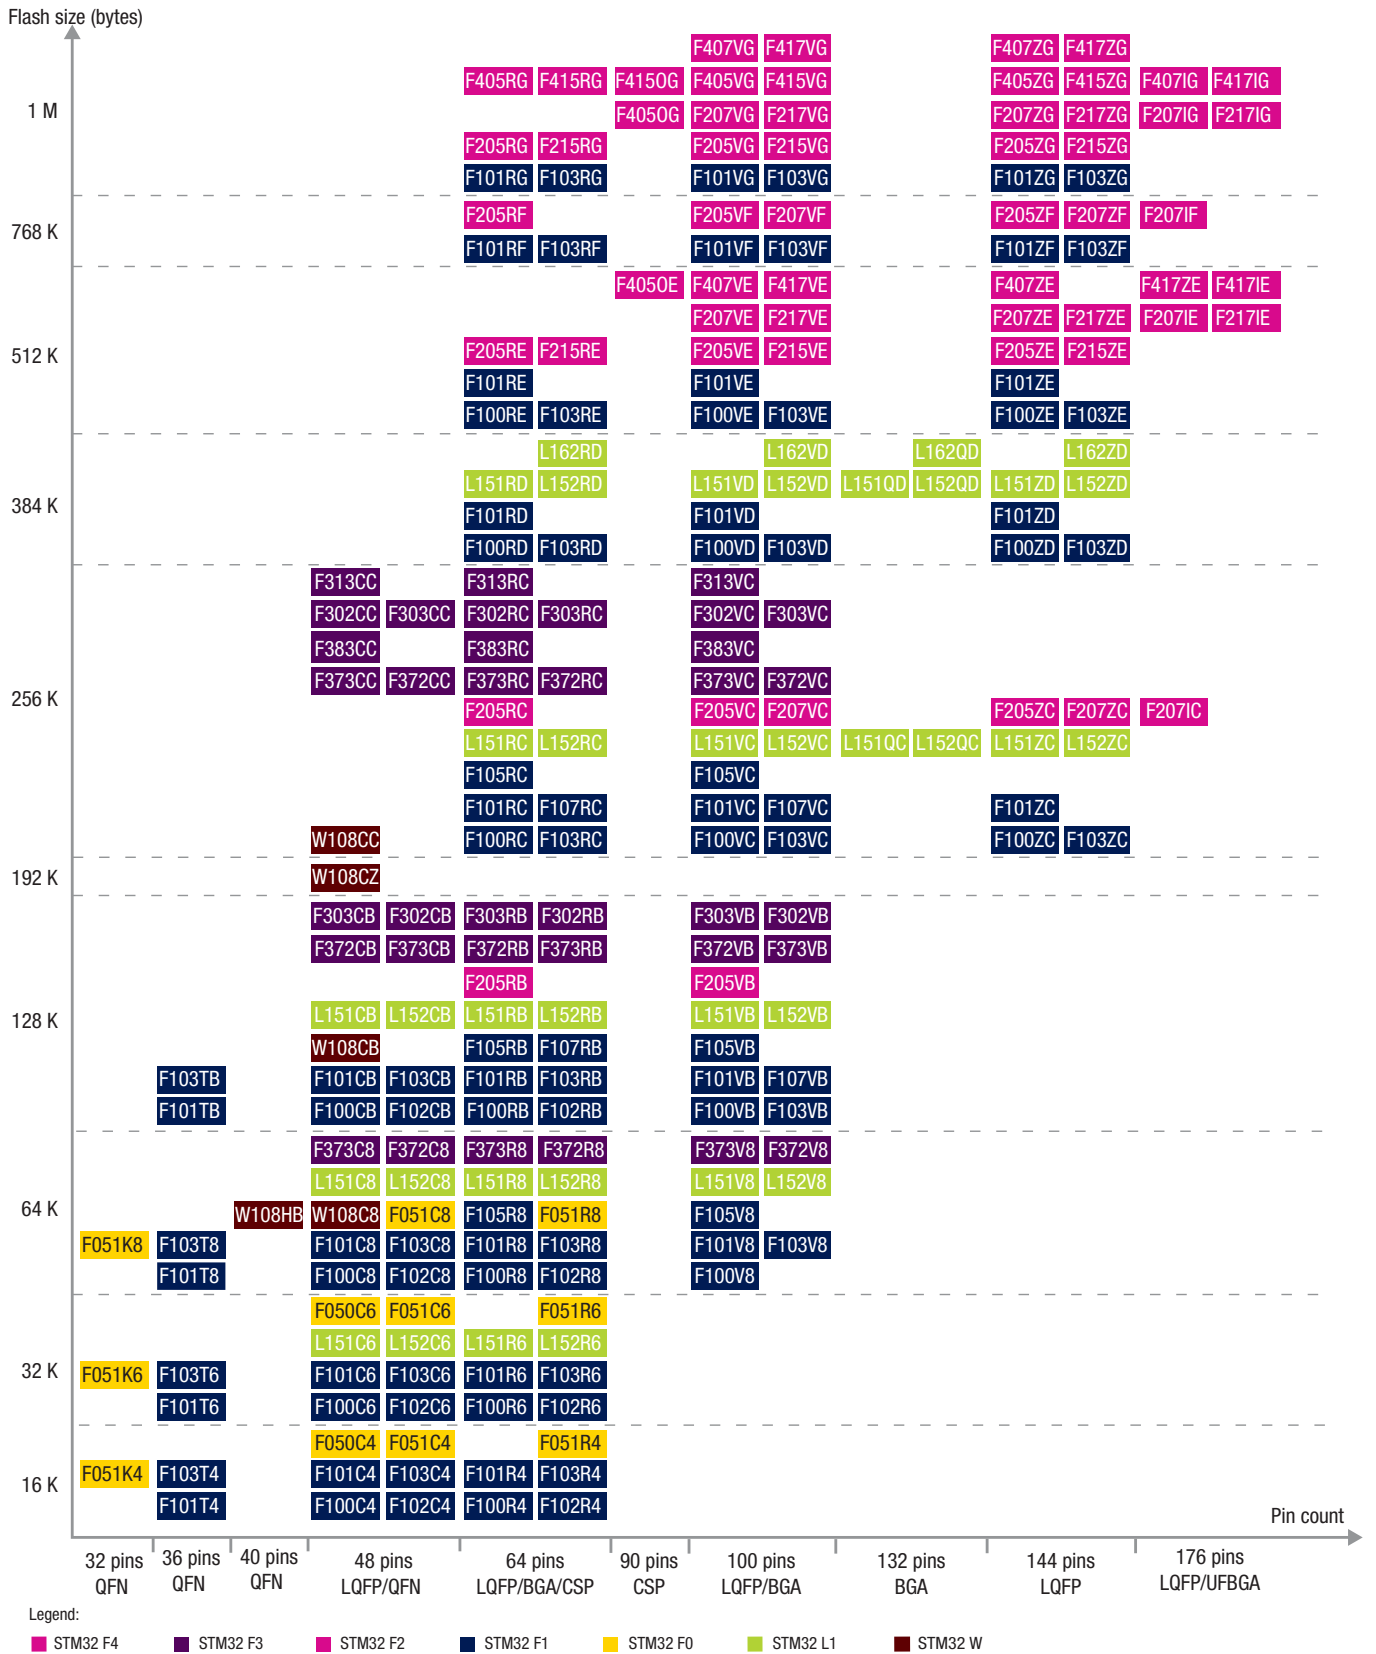 Flash size (bytes)
F407VG F417VG F407ZG F417ZG
F405RG F415RG F415OG F405VG F415VG F405ZG F415ZG F407IG F417IG
1 M
F405OG F207VG F217VG F207ZG F217ZG F207IG F217IG
F205RG F215RG F205VG F215VG F205ZG F215ZG
F101RG F103RG F101VG F103VG F101ZG F103ZG
F205RF F205VF F207VF F205ZF F207ZF F207IF
768 K
F101RF F103RF F101VF F103VF F101ZF F103ZF
F405OE F407VE F417VE F407ZE F417ZE F417IE
F207VE F217VE F207ZE F217ZE F207IE F217IE
512 K F205RE F215RE F205VE F215VE F205ZE F215ZE
F101RE F101VE F101ZE
F100RE F103RE F100VE F103VE F100ZE F103ZE
L162RD L162VD L162QD L162ZD
L151RD L152RD L151VD L152VD L151QD L152QD L151ZD L152ZD
384 K
F101RD F101VD F101ZD
F100RD F103RD F100VD F103VD F100ZD F103ZD
F313CC F313RC F313VC
F302CC F303CC F302RC F303RC F302VC F303VC
F383CC F383RC F383VC
F373CC F372CC F373RC F372RC F373VC F372VC
256 K
F205RC F205VC F207VC F205ZC F207ZC F207IC
L151RC L152RC L151VC L152VC L151QC L152QC L151ZC L152ZC
F105RC F105VC
F101RC F107RC F101VC F107VC F101ZC
W108CC F100RC F103RC F100VC F103VC F100ZC F103ZC
192 K W108CZ
F303CB F302CB F303RB F302RB F303VB F302VB
F372CB F373CB F372RB F373RB F372VB F373VB
F205RB F205VB
128 K L151CB L152CB L151RB L152RB L151VB L152VB
W108CB F105RB F107RB F105VB
F103TB F101CB F103CB F101RB F103RB F101VB F107VB
F101TB F100CB F102CB F100RB F102RB F100VB F103VB
F373C8 F372C8 F373R8 F372R8 F373V8 F372V8
L151C8 L152C8 L151R8 L152R8 L151V8 L152V8
64 K W108HB W108C8 F051C8 F105R8 F051R8 F105V8
F051K8 F103T8 F101C8 F103C8 F101R8 F103R8 F101V8 F103V8
F101T8 F100C8 F102C8 F100R8 F102R8 F100V8
F050C6 F051C6 F051R6
L151C6 L152C6 L151R6 L152R6
32 K F051K6 F103T6 F101C6 F103C6 F101R6 F103R6
F101T6 F100C6 F102C6 F100R6 F102R6
F050C4 F051C4 F051R4
16 K F051K4 F103T4 F101C4 F103C4 F101R4 F103R4
F101T4 F100C4 F102C4 F100R4 F102R4
Pin count
32 pins 36 pins 40 pins 48 pins 64 pins 90 pins 100 pins 132 pins 144 pins 176 pins
QFN QFN QFN LQFP/QFN LQFP/BGA/CSP CSP LQFP/BGA BGA LQFP LQFP/UFBGA
Legend:
STM32 F4 STM32 F3 STM32 F2 STM32 F1 STM32 F0 STM32 L1 STM32 W